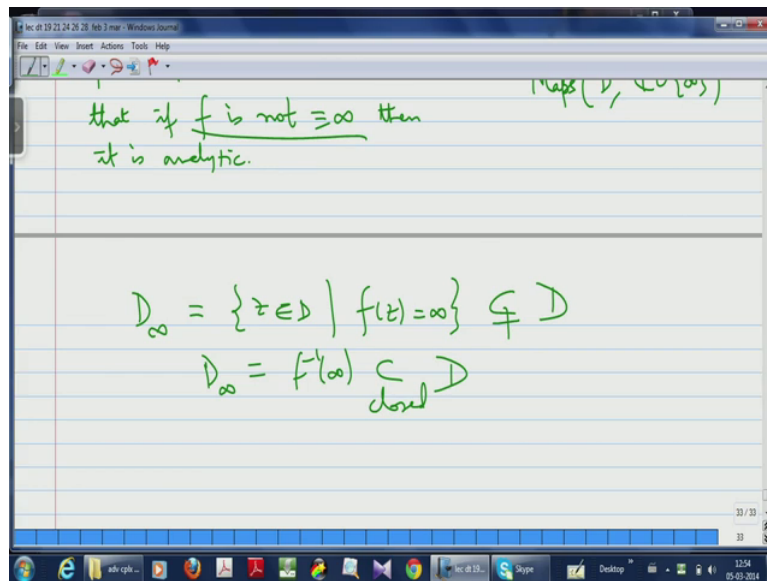 lec dt 19 21 24 26 28 feb 3 mar - Windows Journal
File Edit View Insert Actions Tools Help
Maps(D, ℂ∪{∞})
that if f is not ≡ ∞ then
it is analytic.
D_∞ = {z ∈ D | f(z) = ∞} ⊊ D
D_∞ = f⁻¹(∞) ⊂ D
closed
33 / 33
33
adv cplx ...
lec dt 19...
Skype
Desktop
12:54
05-03-2014